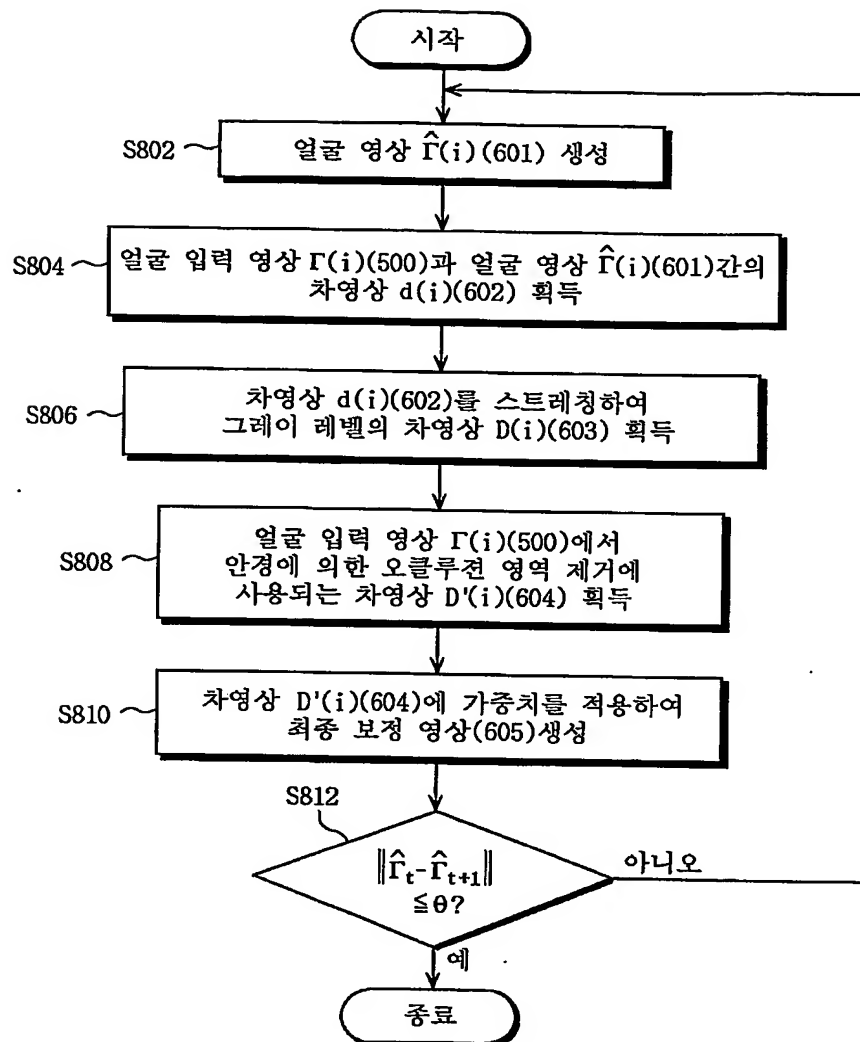 시작
S802
얼굴 영상 Γ̂(i)(601) 생성
S804
얼굴 입력 영상 Γ(i)(500)과 얼굴 영상 Γ̂(i)(601)간의
차영상 d(i)(602) 획득
S806
차영상 d(i)(602)를 스트레칭하여
그레이 레벨의 차영상 D(i)(603) 획득
S808
얼굴 입력 영상 Γ(i)(500)에서
안경에 의한 오클루젼 영역 제거에
사용되는 차영상 D'(i)(604) 획득
S810
차영상 D'(i)(604)에 가중치를 적용하여
최종 보정 영상(605)생성
S812
‖Γ̂t-Γ̂t+1‖
≦θ?
아니오
예
종료